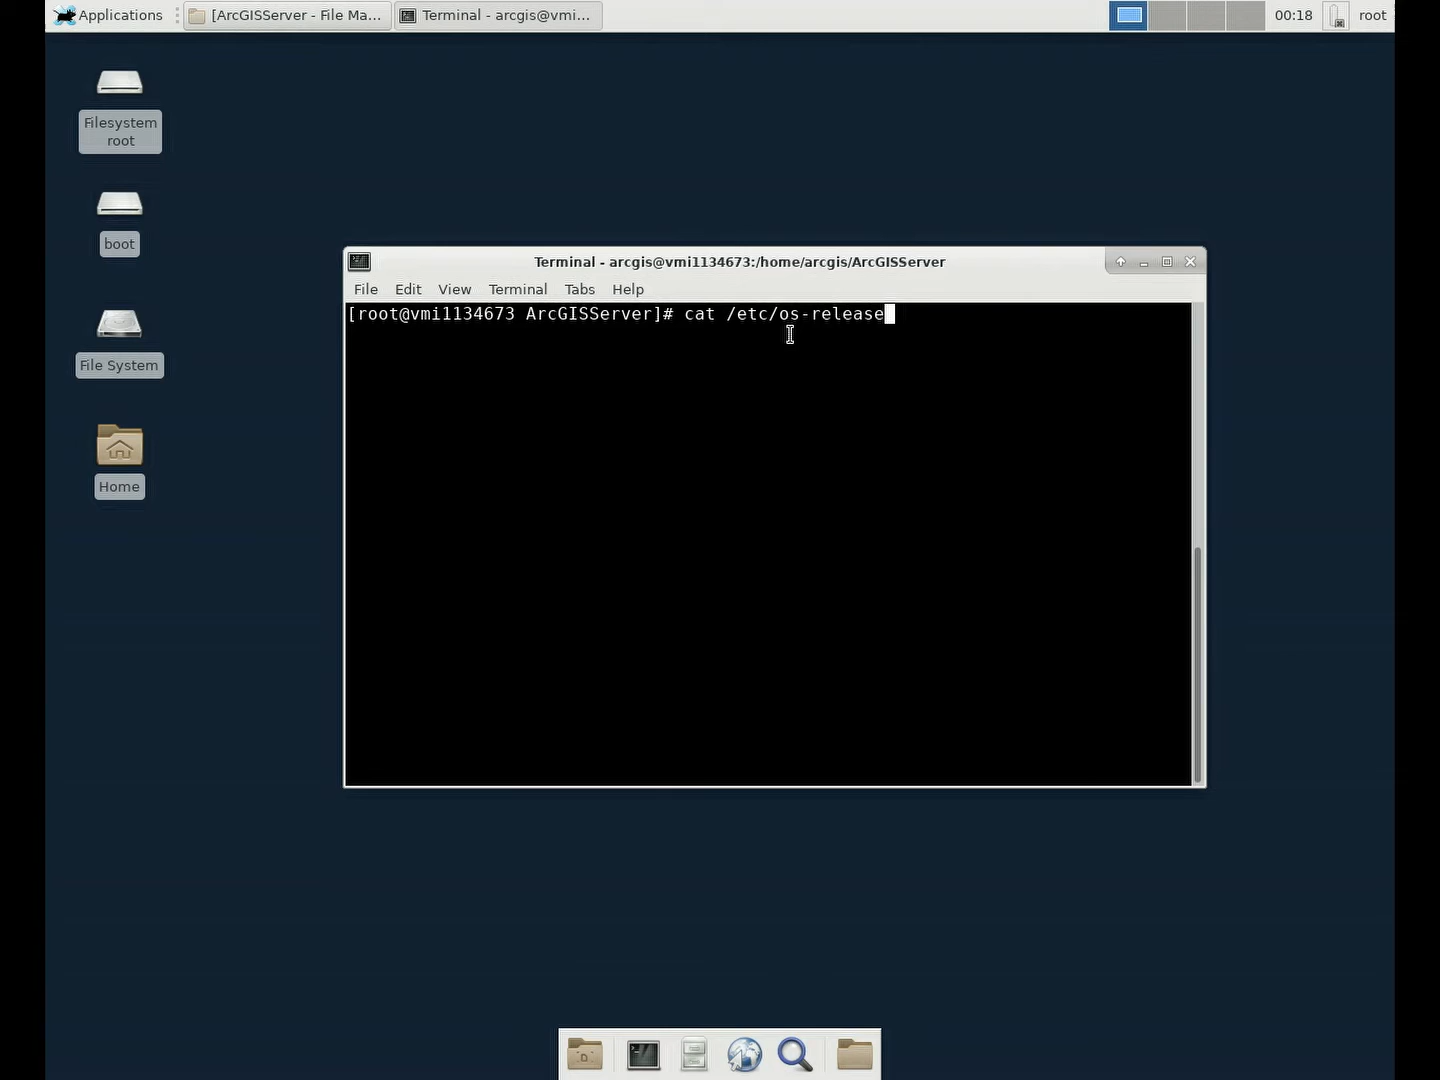 Applications
[ArcGISServer - File Ma...
Terminal - arcgis@vmi...
00:18
root
Filesystem
root
boot
File System
Home
Terminal - arcgis@vmi1134673:/home/arcgis/ArcGISServer
File Edit View Terminal Tabs Help
[root@vmi1134673 ArcGISServer]# cat /etc/os-release